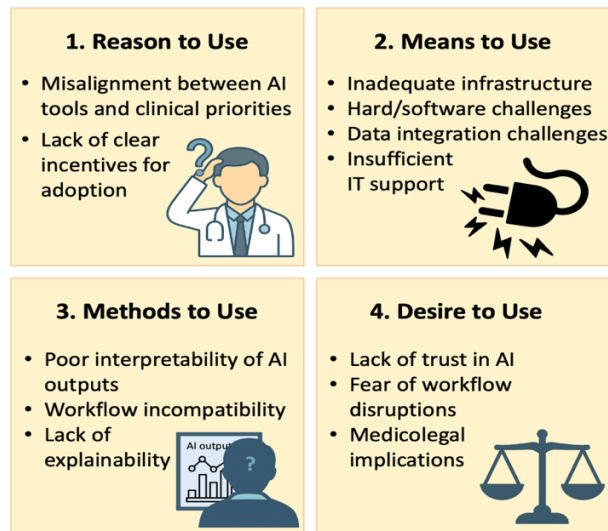 1. Reason to Use
• Misalignment between AI
tools and clinical priorities
• Lack of clear
incentives for
adoption
?
2. Means to Use
• Inadequate infrastructure
• Hard/software challenges
• Data integration challenges
• Insufficient
IT support
3. Methods to Use
• Poor interpretability of AI
outputs
• Workflow incompatibility
• Lack of
explainability
AI output
?
4. Desire to Use
• Lack of trust in AI
• Fear of workflow
disruptions
• Medicolegal
implications